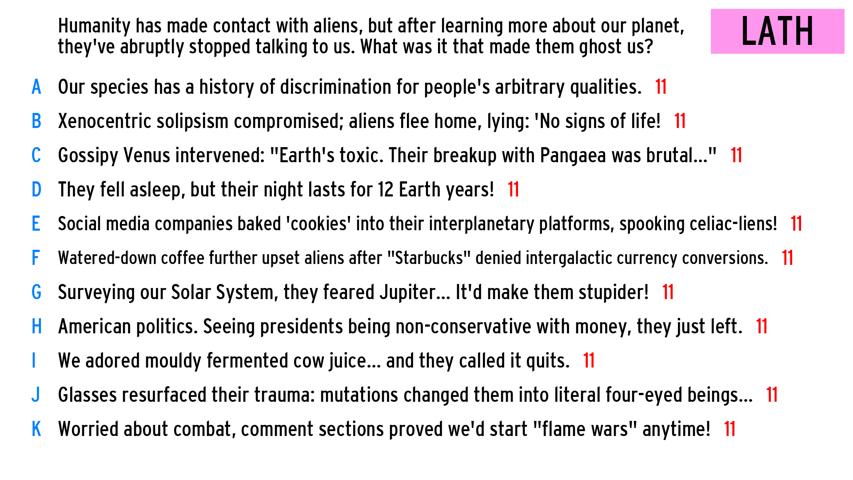 Humanity has made contact with aliens, but after learning more about our planet,
they've abruptly stopped talking to us. What was it that made them ghost us?
LATH
A Our species has a history of discrimination for people's arbitrary qualities. 11
B Xenocentric solipsism compromised; aliens flee home, lying: 'No signs of life! 11
C Gossipy Venus intervened: "Earth's toxic. Their breakup with Pangaea was brutal..." 11
D They fell asleep, but their night lasts for 12 Earth years! 11
E Social media companies baked 'cookies' into their interplanetary platforms, spooking celiac-liens! 11
F Watered-down coffee further upset aliens after "Starbucks" denied intergalactic currency conversions. 11
G Surveying our Solar System, they feared Jupiter... It'd make them stupider! 11
H American politics. Seeing presidents being non-conservative with money, they just left. 11
I We adored mouldy fermented cow juice... and they called it quits. 11
J Glasses resurfaced their trauma: mutations changed them into literal four-eyed beings... 11
K Worried about combat, comment sections proved we'd start "flame wars" anytime! 11